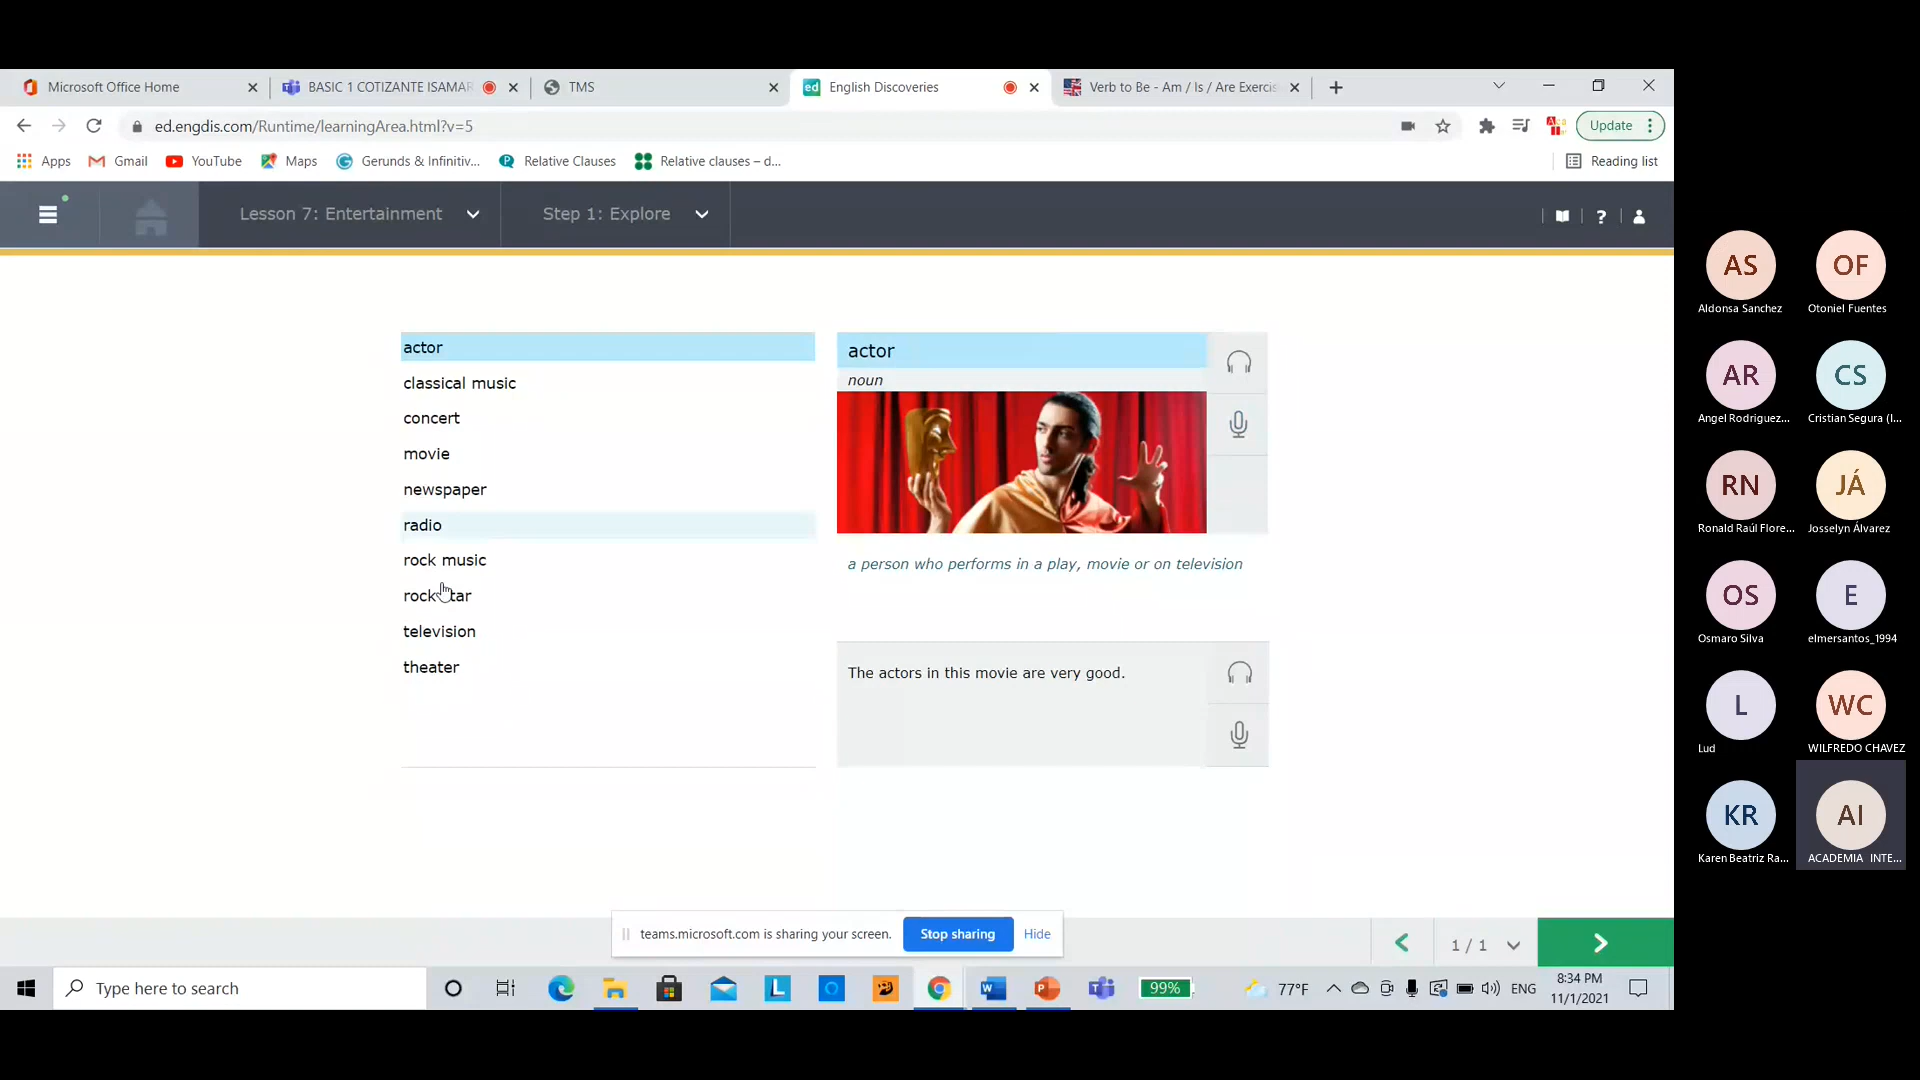 Microsoft Office Home
BASIC 1 COTIZANTE ISAMAR
TMS
ed English Discoveries
Verb to Be - Am / Is / Are Exercis
ed.engdis.com/Runtime/learningArea.html?v=5
Update
Apps
Gmail
YouTube
Maps
Gerunds & Infinitiv...
Relative Clauses
Relative clauses – d...
Reading list
Lesson 7: Entertainment
Step 1: Explore
?
actor
classical music
concert
movie
newspaper
radio
rock music
rock tar
television
theater
actor
noun
a person who performs in a play, movie or on television
The actors in this movie are very good.
teams.microsoft.com is sharing your screen.
Stop sharing
Hide
1 / 1
Type here to search
99%
77°F
ENG
8:34 PM
11/1/2021
AS
Aldonsa Sanchez
OF
Otoniel Fuentes
AR
Angel Rodriguez...
CS
Cristian Segura (I...
RN
Ronald Raúl Flore...
JÁ
Josselyn Álvarez
OS
Osmaro Silva
E
elmersantos_1994
L
Lud
WC
WILFREDO CHAVEZ
KR
Karen Beatriz Ra...
AI
ACADEMIA INTE...